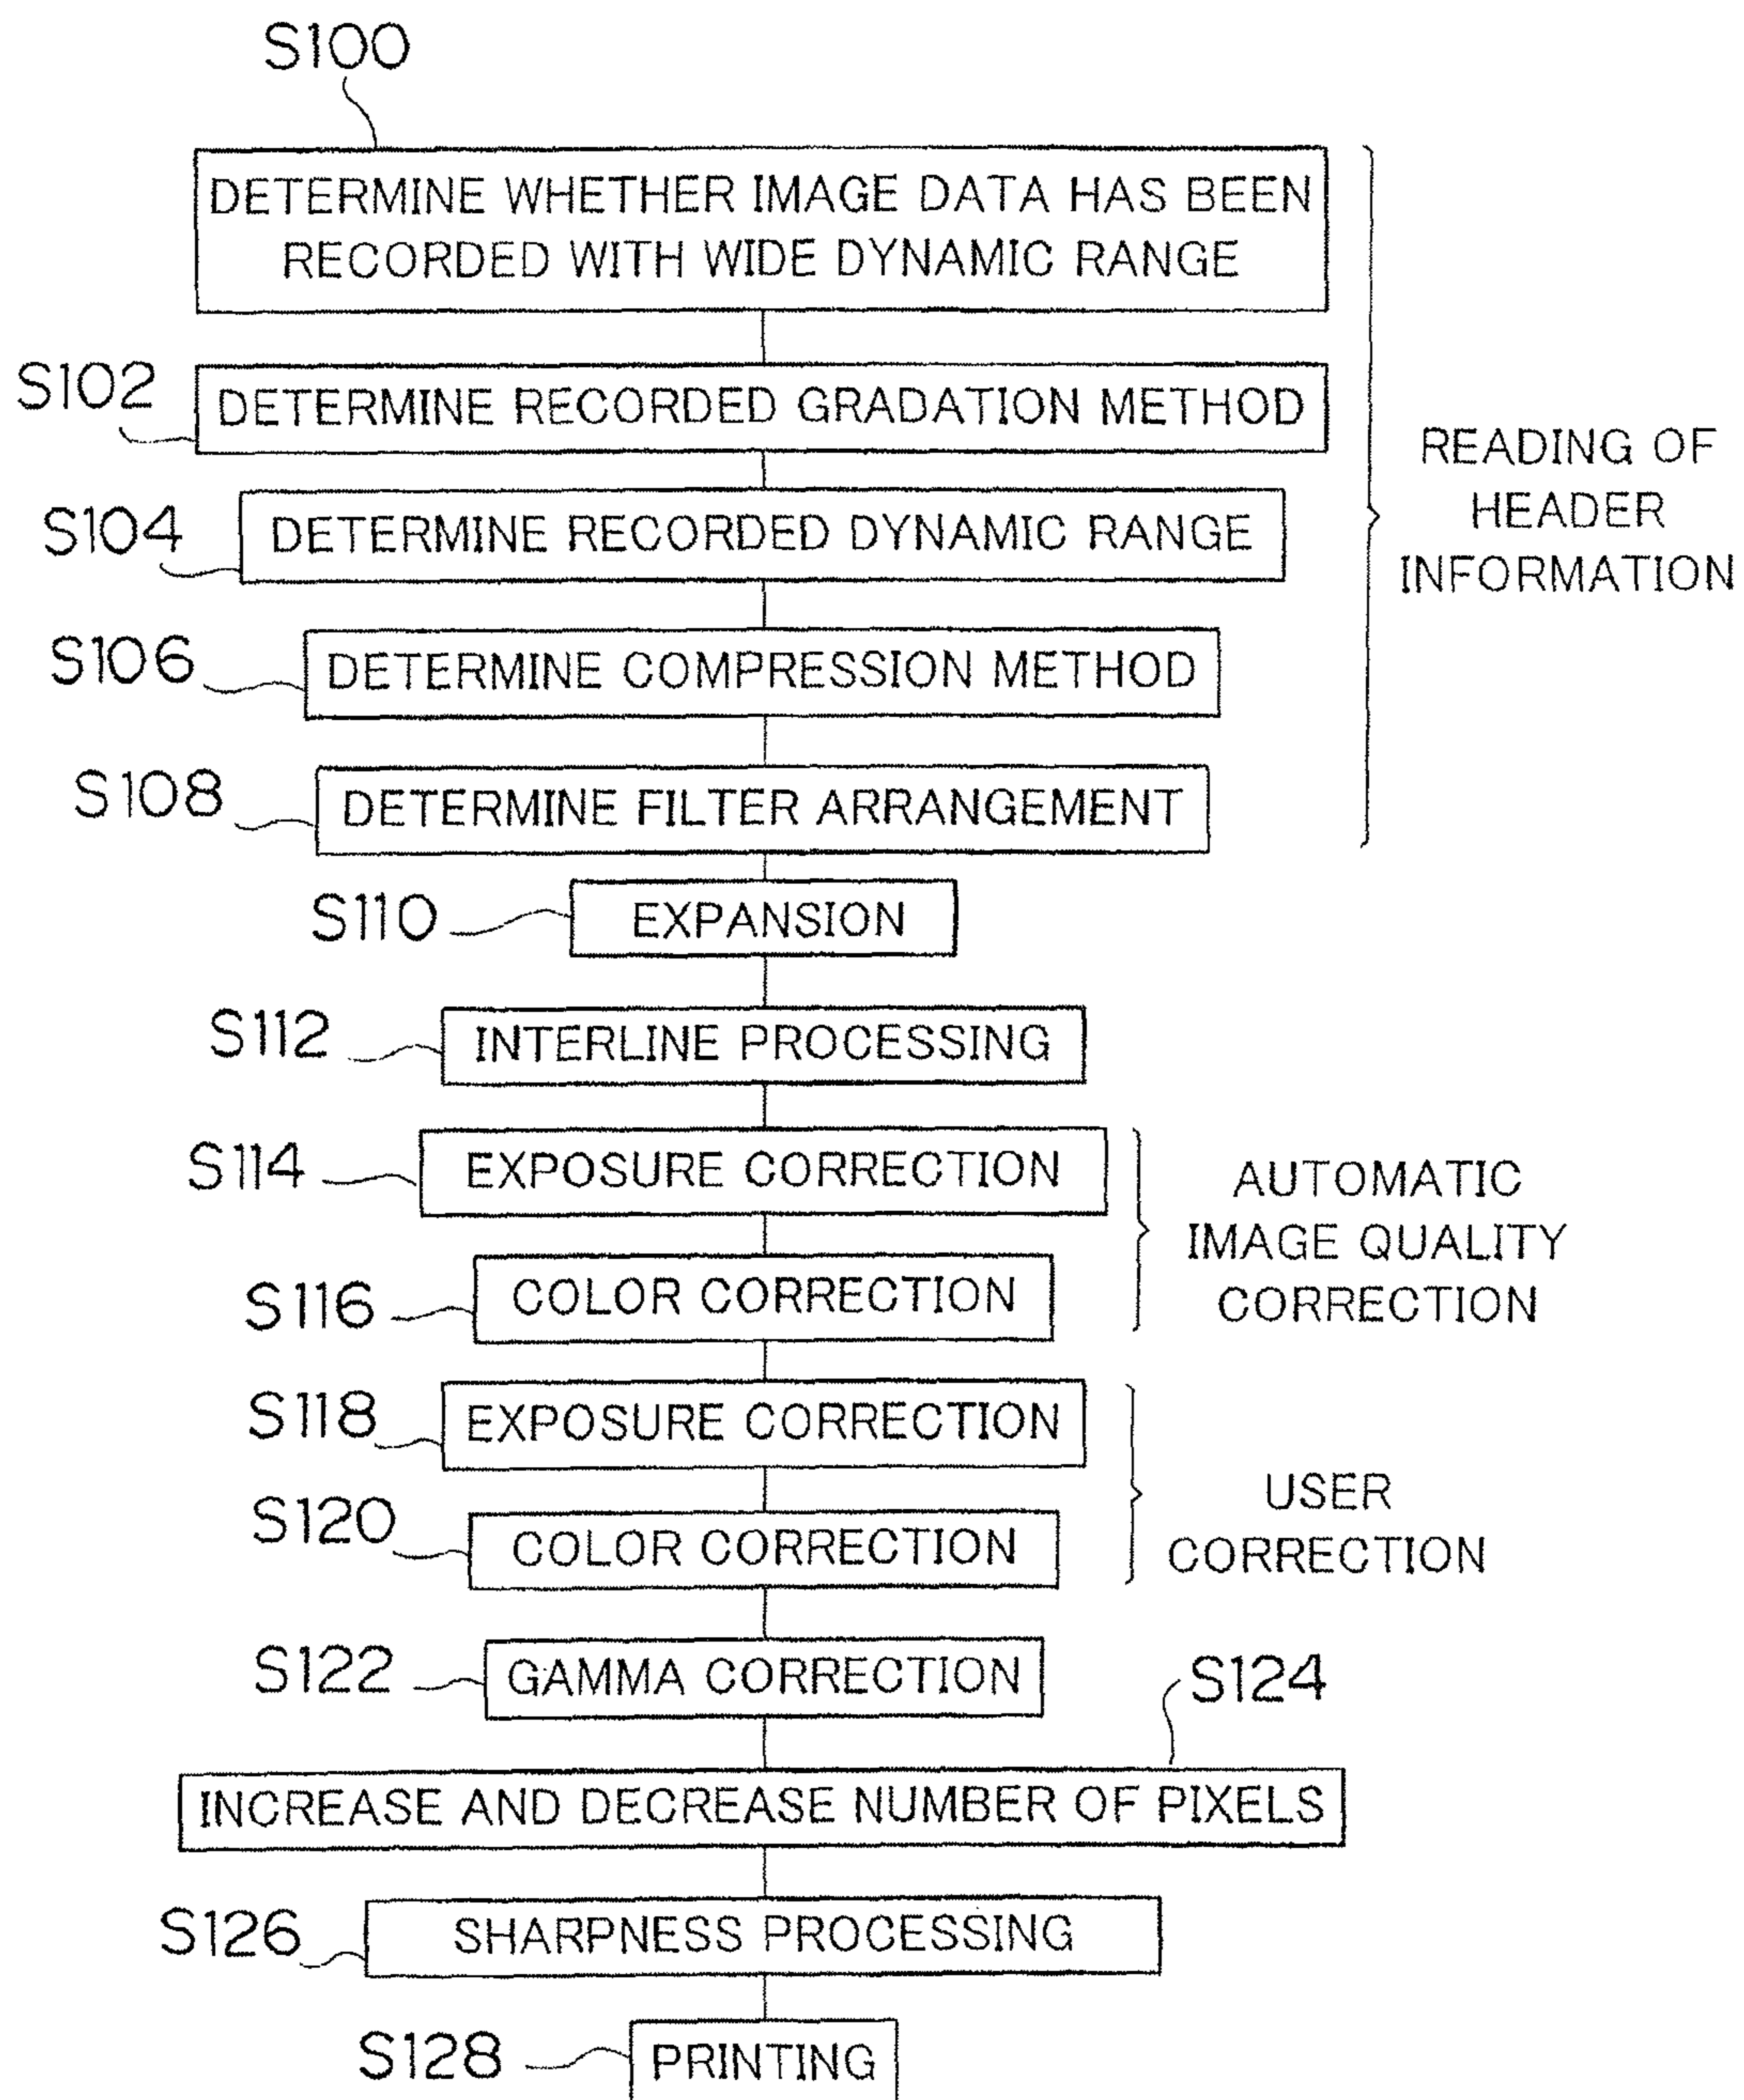 S100
DETERMINE WHETHER IMAGE DATA HAS BEEN
RECORDED WITH WIDE DYNAMIC RANGE
S102
DETERMINE RECORDED GRADATION METHOD
READING OF
HEADER
INFORMATION
S104
DETERMINE RECORDED DYNAMIC RANGE
S106
DETERMINE COMPRESSION METHOD
S108
DETERMINE FILTER ARRANGEMENT
S110
EXPANSION
S112
INTERLINE PROCESSING
S114
EXPOSURE CORRECTION
AUTOMATIC
IMAGE QUALITY
CORRECTION
S116
COLOR CORRECTION
S118
EXPOSURE CORRECTION
USER
CORRECTION
S120
COLOR CORRECTION
S122
GAMMA CORRECTION
S124
INCREASE AND DECREASE NUMBER OF PIXELS
S126
SHARPNESS PROCESSING
S128
PRINTING